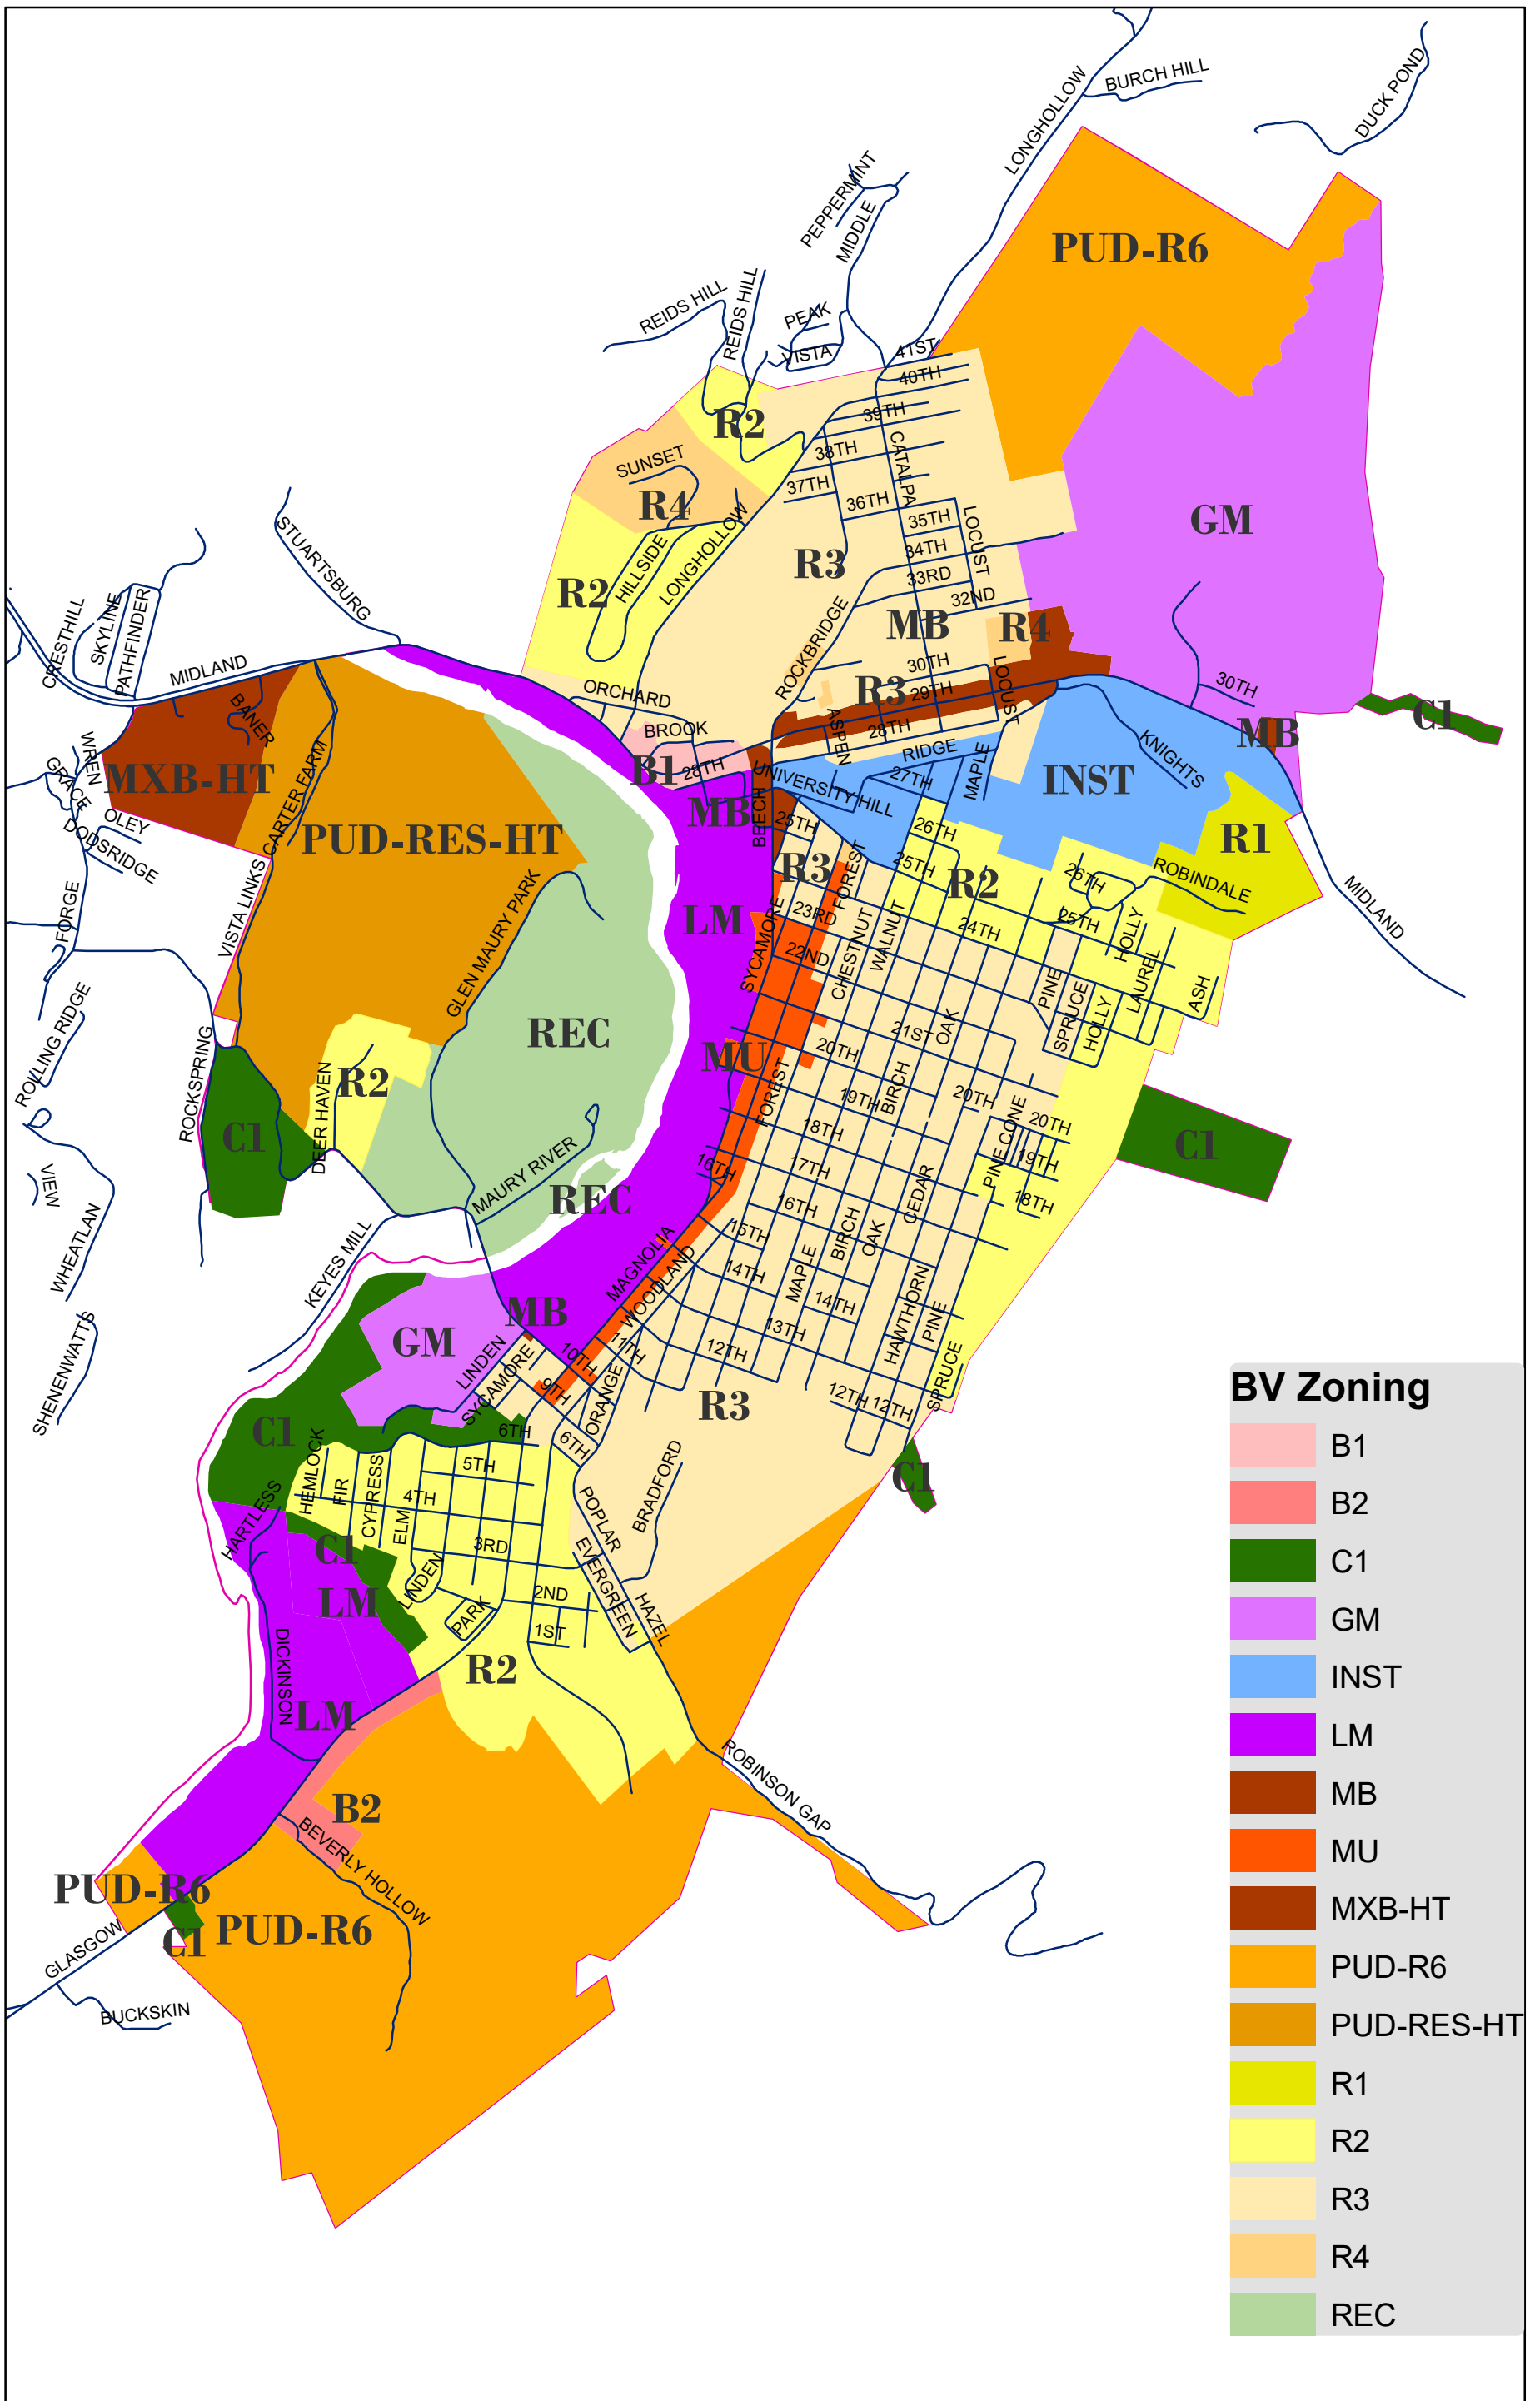 BURCH HILL
DUCK POND
LONGHOLLOW
PEPPERMINT
MIDDLE
PUD-R6
REIDS HILL
REIDS HILL
PEAK
VISTA
41ST
40TH
39TH
R2
CATALPA
38TH
SUNSET
37TH
36TH
R4
LONGHOLLOW
35TH
LOCUST
GM
STUARTSBURG
34TH
R3
HILLSIDE
33RD
R2
32ND
CRESTHILL
SKYLINE
PATHFINDER
ROCKBRIDGE
MB
R4
MIDLAND
30TH
LOCUST
30TH
ORCHARD
R3
29TH
C1
BANER
BROOK
ASPEN
28TH
MB
WREN
RIDGE
KNIGHTS
GRACE
MXB-HT
B1
28TH
UNIVERSITY HILL
27TH
MAPLE
INST
OLEY
CARTER FARM
MB
BEECH
25TH
26TH
R1
DODSRIDGE
PUD-RES-HT
R3
FOREST
25TH
R2
26TH
ROBINDALE
MIDLAND
FORGE
VISTA LINKS
GLEN MAURY PARK
LM
SYCAMORE
23RD
CHESTNUT
WALNUT
24TH
25TH
HOLLY
22ND
LAUREL
ROLLING RIDGE
REC
PINE
SPRUCE
HOLLY
ASH
ROCKSPRING
MU
20TH
21ST
OAK
R2
DEER HAVEN
FOREST
19TH
BIRCH
20TH
PINE CONE
20TH
C1
18TH
19TH
C1
VIEW
MAURY RIVER
16TH
17TH
18TH
REC
16TH
CEDAR
WHEATLAN
KEYES MILL
MAGNOLIA
15TH
BIRCH
OAK
WOODLAND
14TH
MAPLE
HAWTHORN
MB
14TH
PINE
SHENENWATTS
GM
LINDEN
SYCAMORE
10TH
11TH
12TH
13TH
SPRUCE
9TH
ORANGE
R3
12TH
12TH
C1
HEMLOCK
6TH
6TH
BRADFORD
FIR
CYPRESS
5TH
C1
HARTLESS
4TH
POPLAR
ELM
C1
3RD
EVERGREEN
LM
LINDEN
PARK
2ND
HAZEL
1ST
DICKINSON
R2
LM
ROBINSON GAP
B2
BEVERLY HOLLOW
PUD-R6
PUD-R6
C1
GLASGOW
BUCKSKIN
BV Zoning
B1
B2
C1
GM
INST
LM
MB
MU
MXB-HT
PUD-R6
PUD-RES-HT
R1
R2
R3
R4
REC